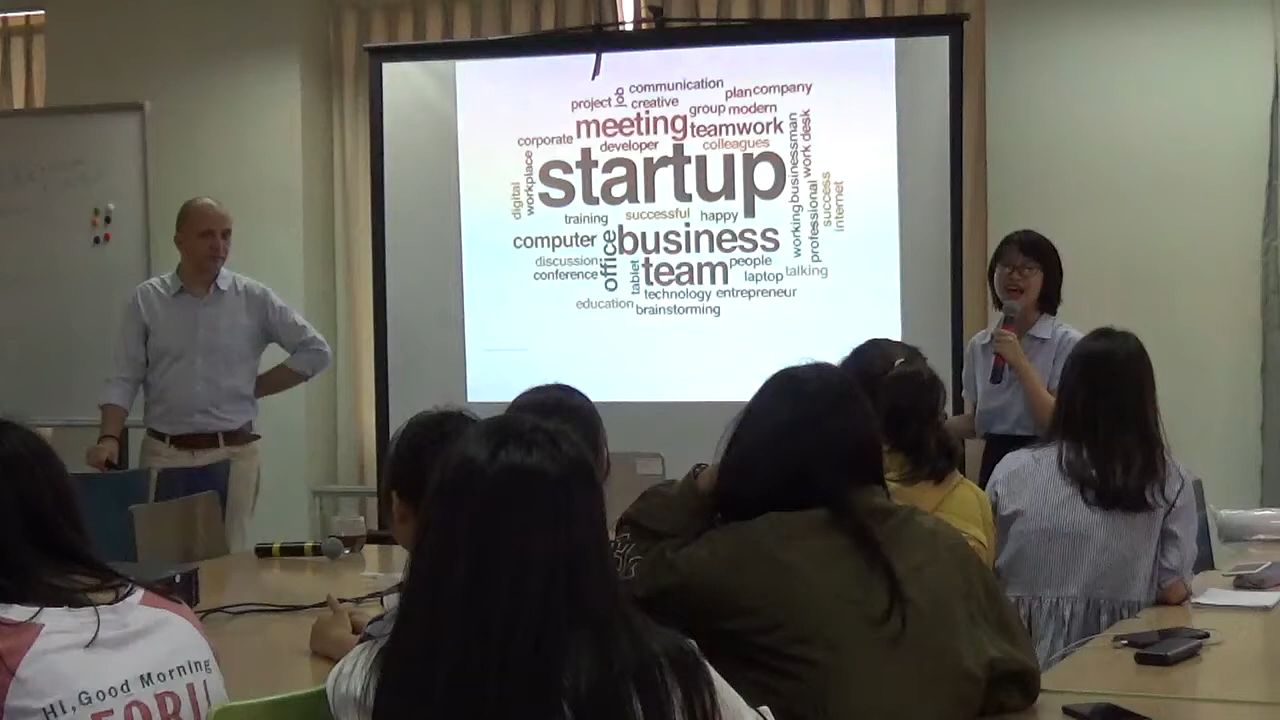 communication
plan company
project job creative
group modern
meeting teamwork
corporate developer colleagues
startup
digital
workplace
working businessman
work desk
professional
success
internet
training successful happy
computer office business
discussion
conference
tablet team people
laptop talking
technology entrepreneur
education brainstorming
HI, Good Morning